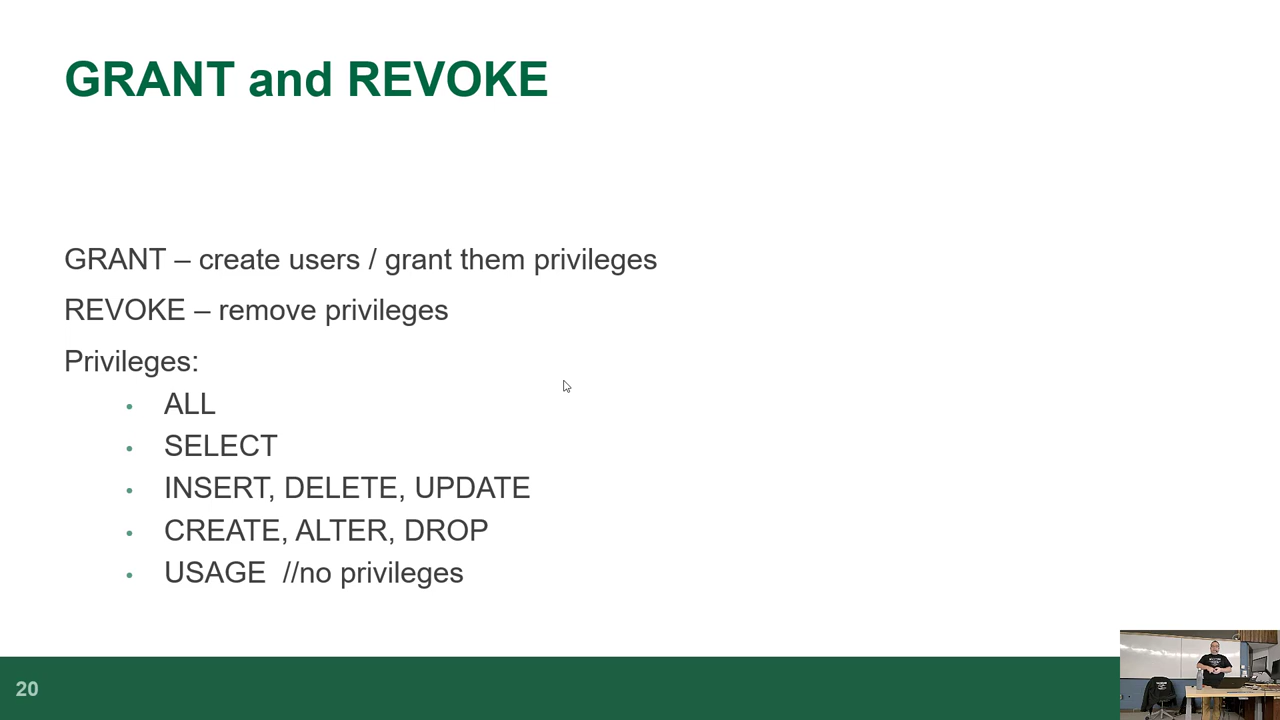 GRANT and REVOKE
GRANT – create users / grant them privileges
REVOKE – remove privileges
Privileges:
• ALL
• SELECT
• INSERT, DELETE, UPDATE
• CREATE, ALTER, DROP
• USAGE //no privileges
20